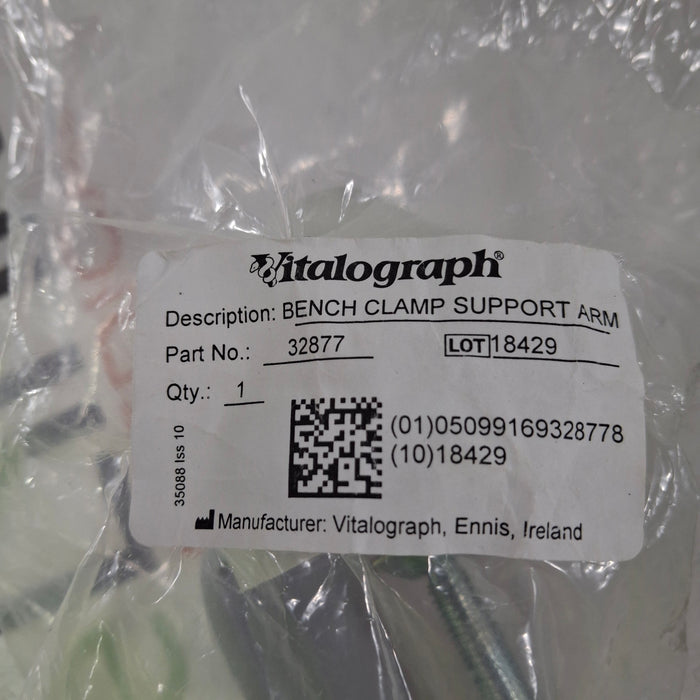 Vitalograph®
Description: BENCH CLAMP SUPPORT ARM
Part No.: 32877 LOT 18429
Qty.: 1
(01)05099169328778
(10)18429
35088 Iss 10
Manufacturer: Vitalograph, Ennis, Ireland